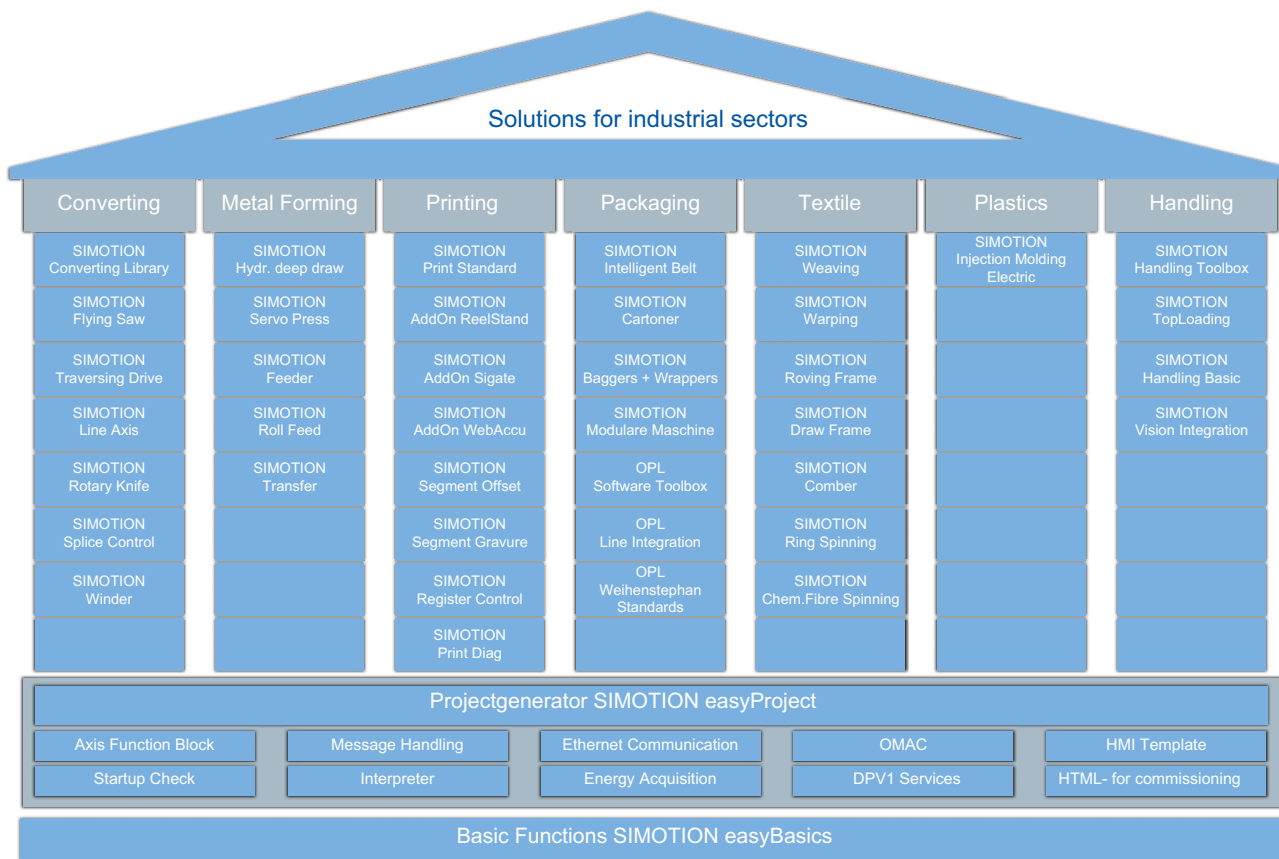 Solutions for industrial sectors
Converting
Metal Forming
Printing
Packaging
Textile
Plastics
Handling
SIMOTION
Converting Library
SIMOTION
Flying Saw
SIMOTION
Traversing Drive
SIMOTION
Line Axis
SIMOTION
Rotary Knife
SIMOTION
Splice Control
SIMOTION
Winder
SIMOTION
Hydr. deep draw
SIMOTION
Servo Press
SIMOTION
Feeder
SIMOTION
Roll Feed
SIMOTION
Transfer
SIMOTION
Print Standard
SIMOTION
AddOn ReelStand
SIMOTION
AddOn Sigate
SIMOTION
AddOn WebAccu
SIMOTION
Segment Offset
SIMOTION
Segment Gravure
SIMOTION
Register Control
SIMOTION
Print Diag
SIMOTION
Intelligent Belt
SIMOTION
Cartoner
SIMOTION
Baggers + Wrappers
SIMOTION
Modulare Maschine
OPL
Software Toolbox
OPL
Line Integration
OPL
Weihenstephan
Standards
SIMOTION
Weaving
SIMOTION
Warping
SIMOTION
Roving Frame
SIMOTION
Draw Frame
SIMOTION
Comber
SIMOTION
Ring Spinning
SIMOTION
Chem.Fibre Spinning
SIMOTION
Injection Molding
Electric
SIMOTION
Handling Toolbox
SIMOTION
TopLoading
SIMOTION
Handling Basic
SIMOTION
Vision Integration
Projectgenerator SIMOTION easyProject
Axis Function Block
Message Handling
Ethernet Communication
OMAC
HMI Template
Startup Check
Interpreter
Energy Acquisition
DPV1 Services
HTML- for commissioning
Basic Functions SIMOTION easyBasics